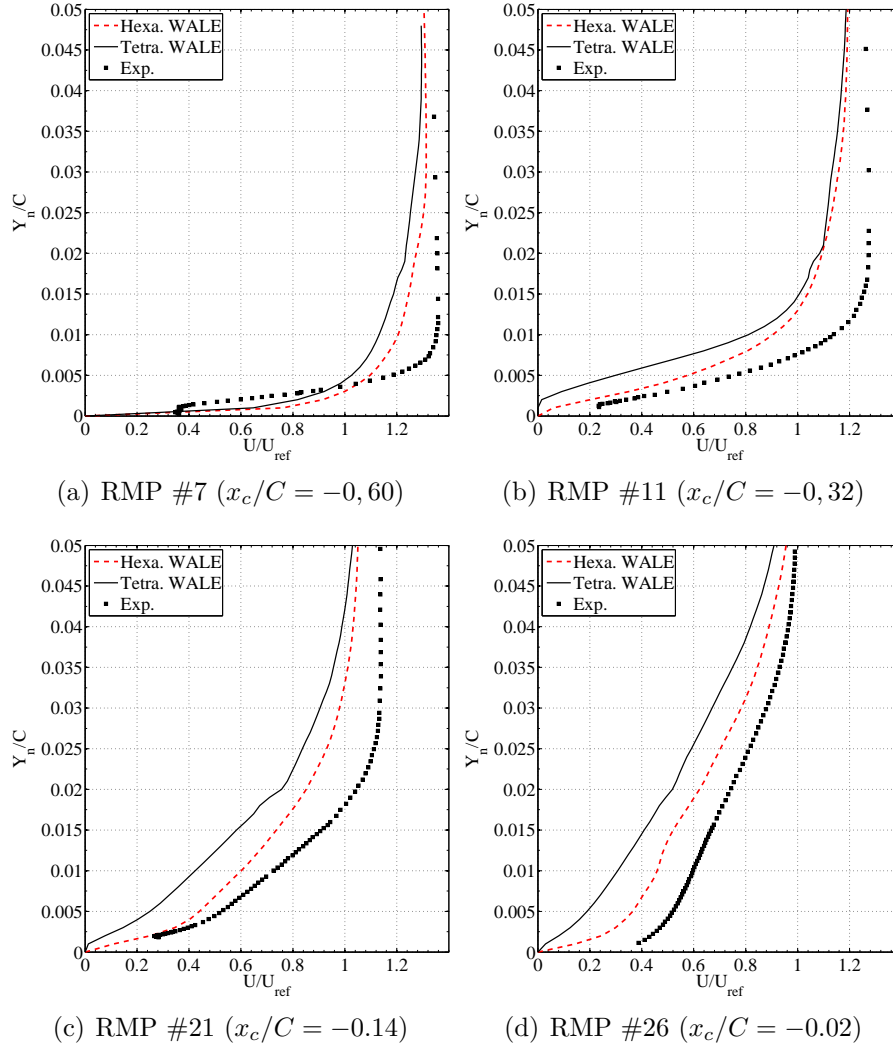 0.05
0.045
0.04
0.035
0.03
0.025
0.02
0.015
0.01
0.005
0
Y_n/C
Hexa. WALE
Tetra. WALE
Exp.
0 0.2 0.4 0.6 0.8 1 1.2
U/U_ref
(a) RMP #7 (x_c/C = −0, 60)
0.05
0.045
0.04
0.035
0.03
0.025
0.02
0.015
0.01
0.005
0
Y_n/C
Hexa. WALE
Tetra. WALE
Exp.
0 0.2 0.4 0.6 0.8 1 1.2
U/U_ref
(b) RMP #11 (x_c/C = −0, 32)
0.05
0.045
0.04
0.035
0.03
0.025
0.02
0.015
0.01
0.005
0
Y_n/C
Hexa. WALE
Tetra. WALE
Exp.
0 0.2 0.4 0.6 0.8 1 1.2
U/U_ref
(c) RMP #21 (x_c/C = −0.14)
0.05
0.045
0.04
0.035
0.03
0.025
0.02
0.015
0.01
0.005
0
Y_n/C
Hexa. WALE
Tetra. WALE
Exp.
0 0.2 0.4 0.6 0.8 1 1.2
U/U_ref
(d) RMP #26 (x_c/C = −0.02)